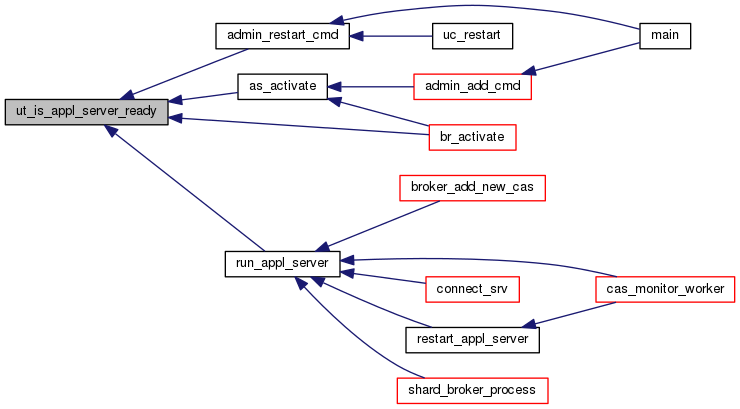 admin_restart_cmd
uc_restart
main
as_activate
admin_add_cmd
ut_is_appl_server_ready
br_activate
broker_add_new_cas
run_appl_server
connect_srv
cas_monitor_worker
restart_appl_server
shard_broker_process